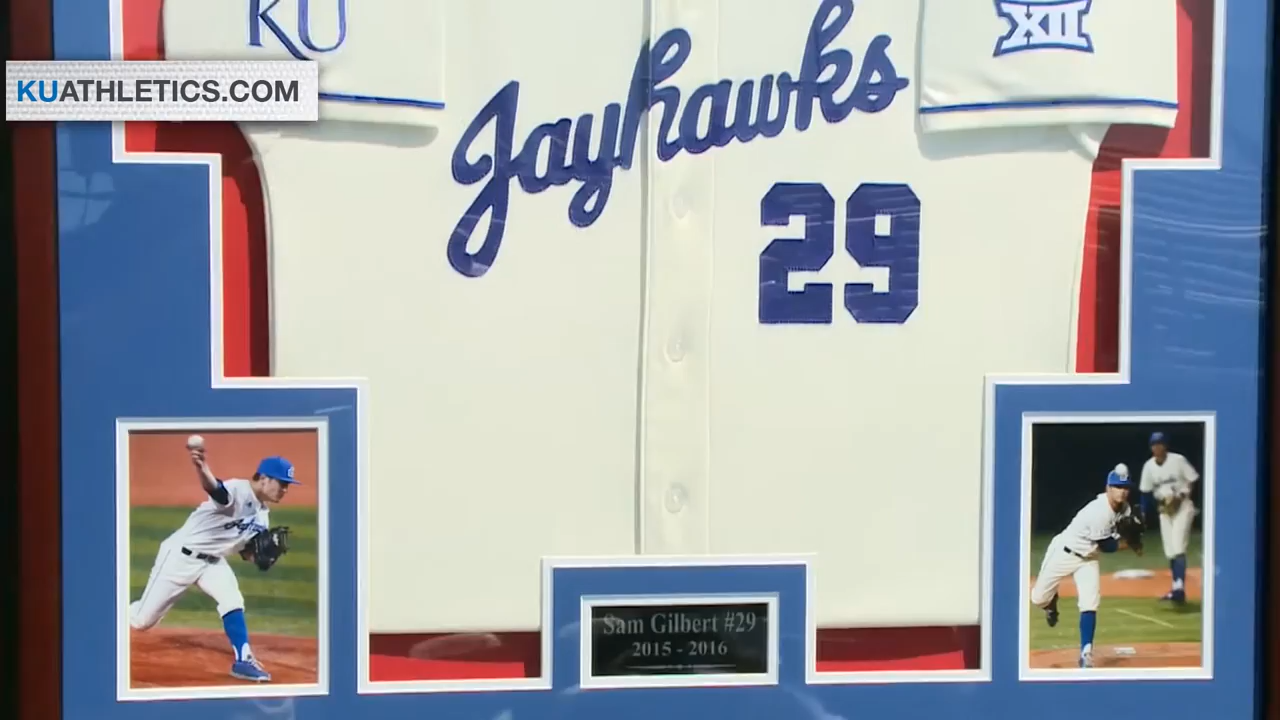 KU
XII
KUATHLETICS.COM
Jayhawks
29
Sam Gilbert #29
2015 - 2016